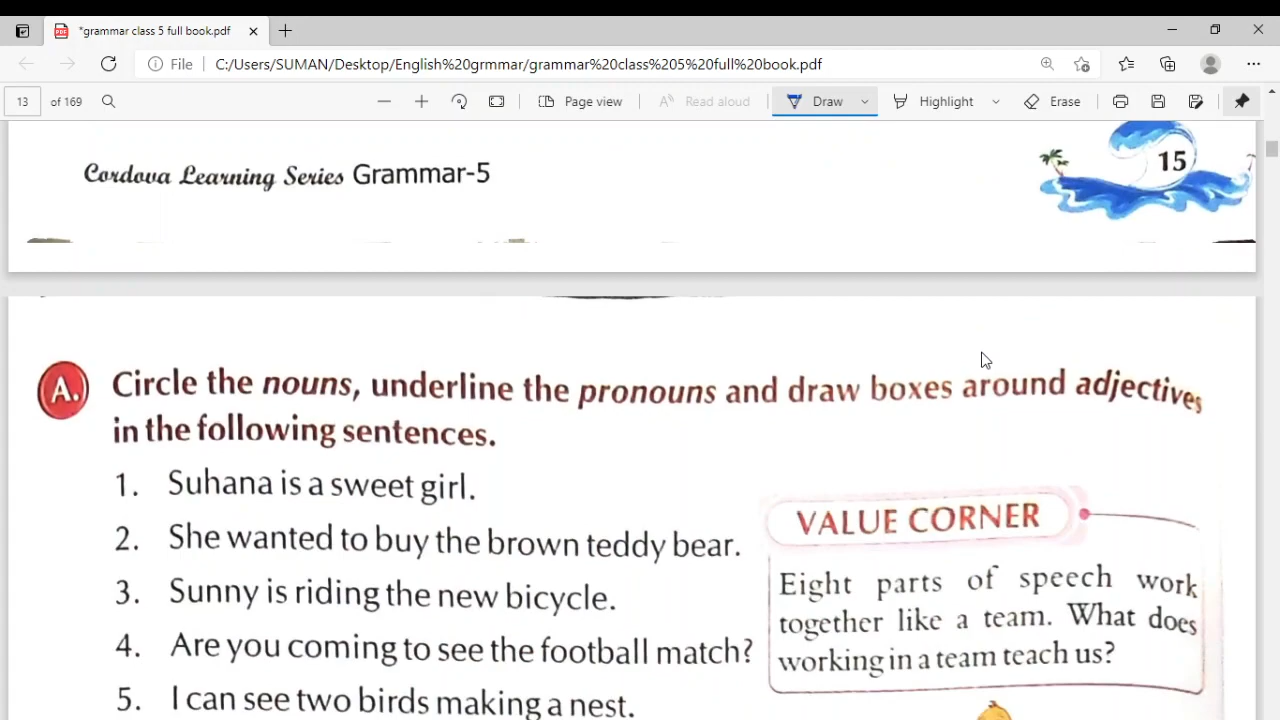 *grammar class 5 full book.pdf
File C:/Users/SUMAN/Desktop/English%20grmmar/grammar%20class%205%20full%20book.pdf
13 of 169 Page view Read aloud Draw Highlight Erase
Cordova Learning Series Grammar-5
15
A. Circle the nouns, underline the pronouns and draw boxes around adjectives
in the following sentences.
1. Suhana is a sweet girl.
2. She wanted to buy the brown teddy bear.
3. Sunny is riding the new bicycle.
4. Are you coming to see the football match?
5. I can see two birds making a nest.
VALUE CORNER
Eight parts of speech work
together like a team. What does
working in a team teach us?